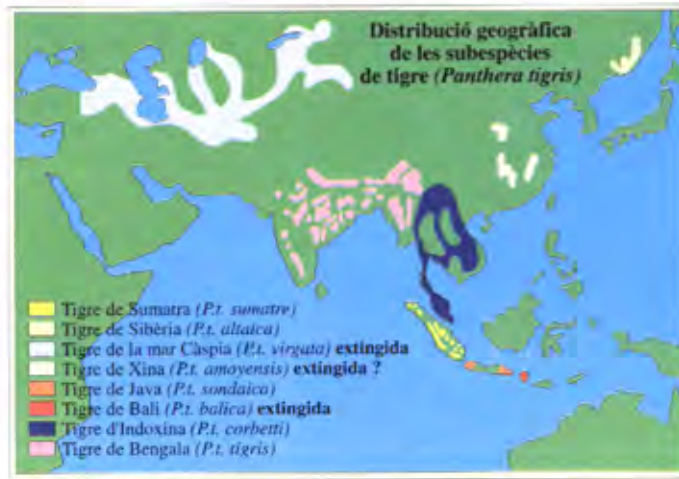 Distribució geogràfica
de les subespècies
de tigre (Panthera tigris)
Tigre de Sumatra (P.t. sumatre)
Tigre de Sibèria (P.t. altaica)
Tigre de la mar Càspia (P.t. virgata) extingida
Tigre de Xina (P.t. amoyensis) extingida ?
Tigre de Java (P.t. sondaica)
Tigre de Bali (P.t. balica) extingida
Tigre d'Indoxina (P.t. corbetti)
Tigre de Bengala (P.t. tigris)